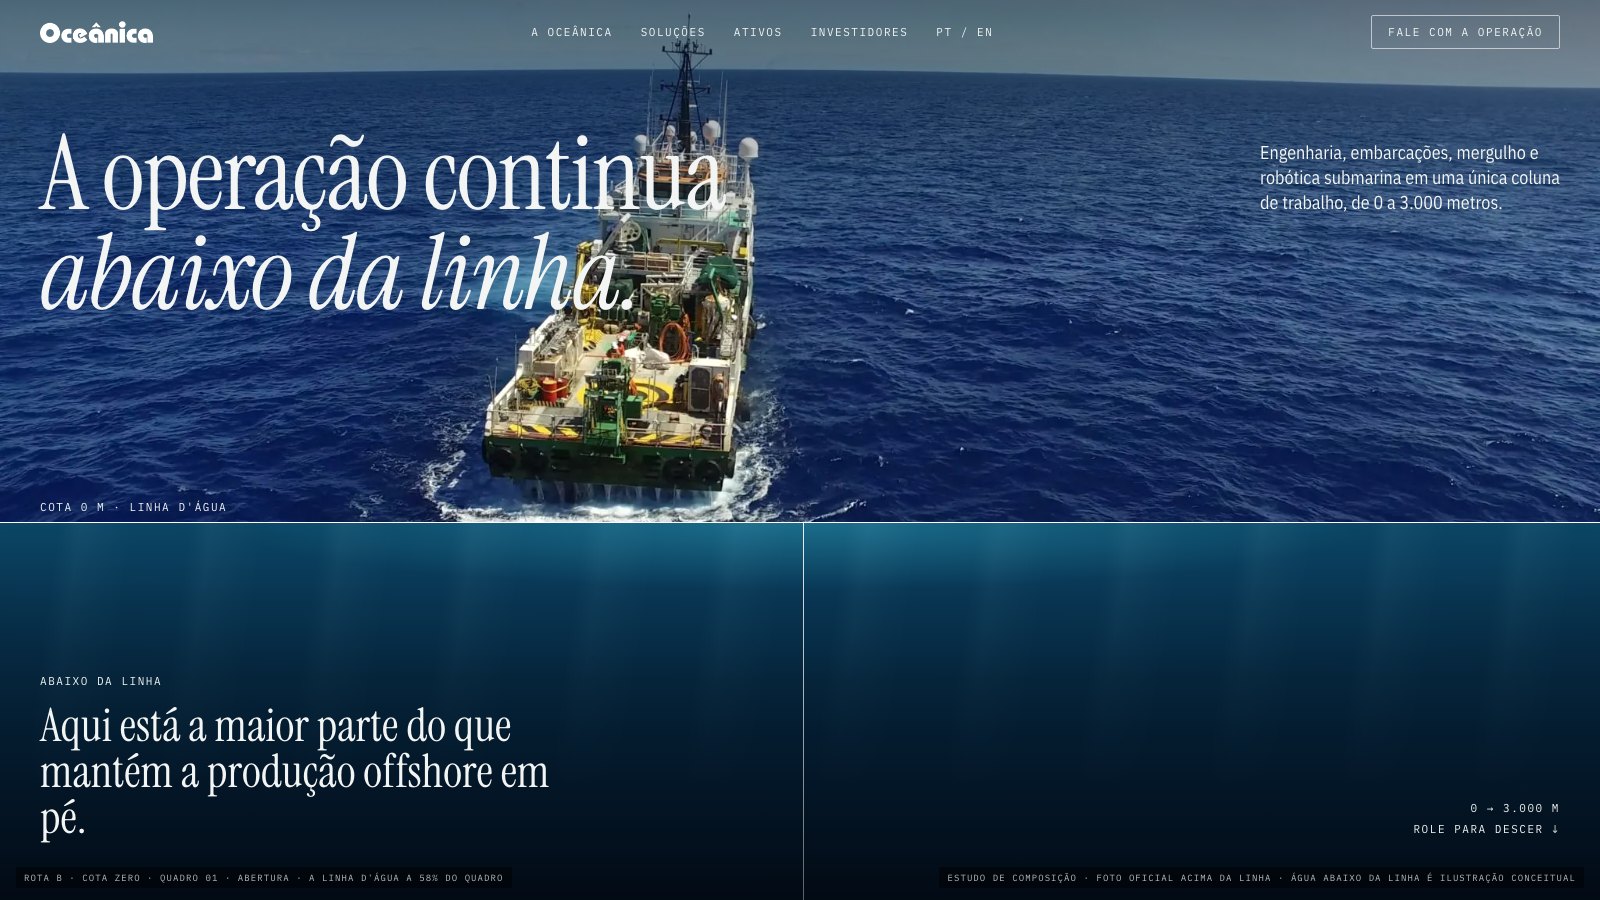 Oceânica
A OCEÂNICA SOLUÇÕES ATIVOS INVESTIDORES PT / EN
FALE COM A OPERAÇÃO
A operação continua
abaixo da linha.
Engenharia, embarcações, mergulho e
robótica submarina em uma única coluna
de trabalho, de 0 a 3.000 metros.
COTA 0 M · LINHA D'ÁGUA
ABAIXO DA LINHA
Aqui está a maior parte do que
mantém a produção offshore em
pé.
0 → 3.000 M
ROLE PARA DESCER ↓
ROTA B · COTA ZERO · QUADRO 01 · ABERTURA · A LINHA D'ÁGUA A 58% DO QUADRO
ESTUDO DE COMPOSIÇÃO · FOTO OFICIAL ACIMA DA LINHA · ÁGUA ABAIXO DA LINHA É ILUSTRAÇÃO CONCEITUAL